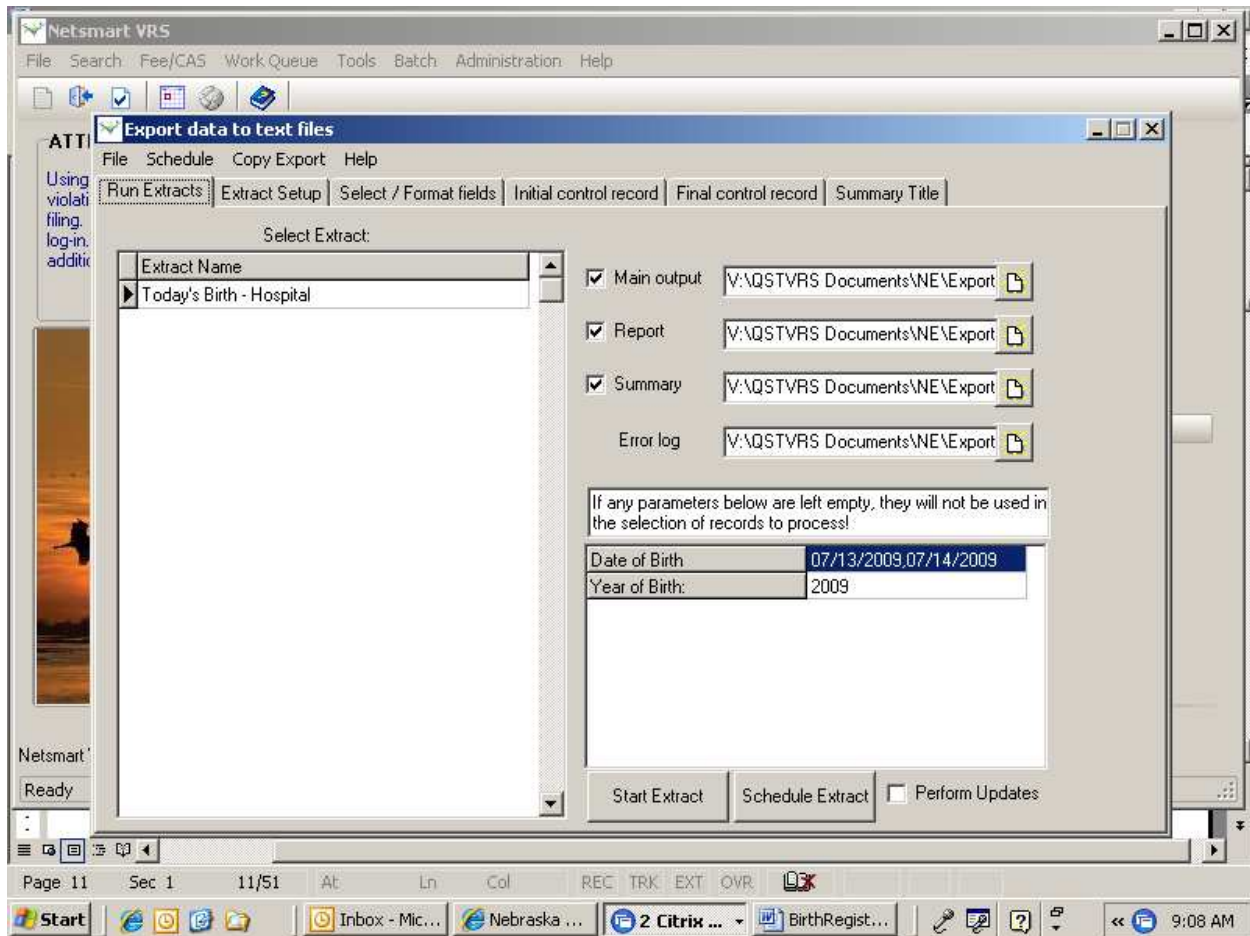 Netsmart VRS
File Search Fee/CAS Work Queue Tools Batch Administration Help
Export data to text files
File Schedule Copy Export Help
Run Extracts Extract Setup Select / Format fields Initial control record Final control record Summary Title
ATT
Using
violati
filing.
log-in.
additi
Select Extract:
Extract Name
Today's Birth - Hospital
Main output V:\QSTVRS Documents\NE\Export
Report V:\QSTVRS Documents\NE\Export
Summary V:\QSTVRS Documents\NE\Export
Error log V:\QSTVRS Documents\NE\Export
If any parameters below are left empty, they will not be used in
the selection of records to process!
Date of Birth 07/13/2009,07/14/2009
Year of Birth: 2009
Start Extract Schedule Extract Perform Updates
Netsmart
Ready
Page 11 Sec 1 11/51 At Ln Col REC TRK EXT OVR
Start Inbox - Mic... Nebraska ... 2 Citrix ... BirthRegist... 9:08 AM